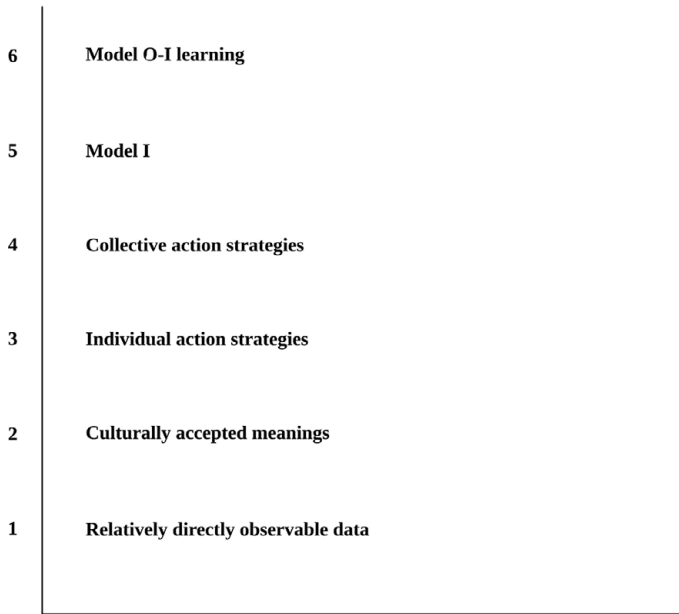 6 Model O-I learning
5 Model I
4 Collective action strategies
3 Individual action strategies
2 Culturally accepted meanings
1 Relatively directly observable data